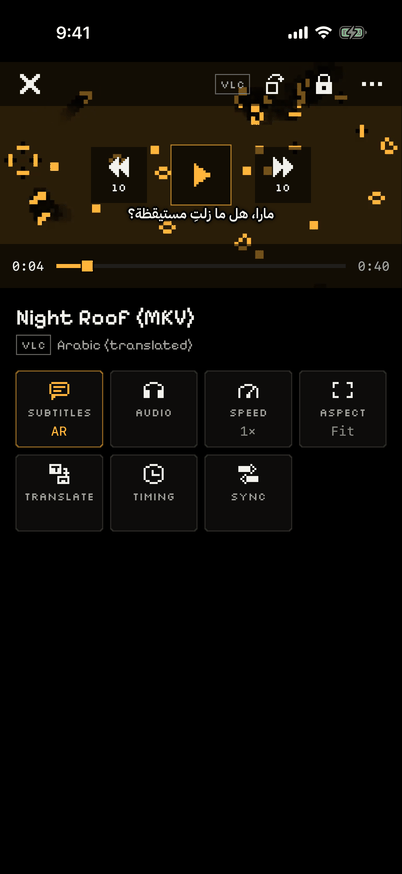 9:41
VLC
10
10
مارا، هل ما زلتِ مستيقظة؟
0:04
0:40
Night Roof (MKV)
VLC Arabic (translated)
SUBTITLES
AR
AUDIO
SPEED
1×
ASPECT
Fit
TRANSLATE
TIMING
SYNC